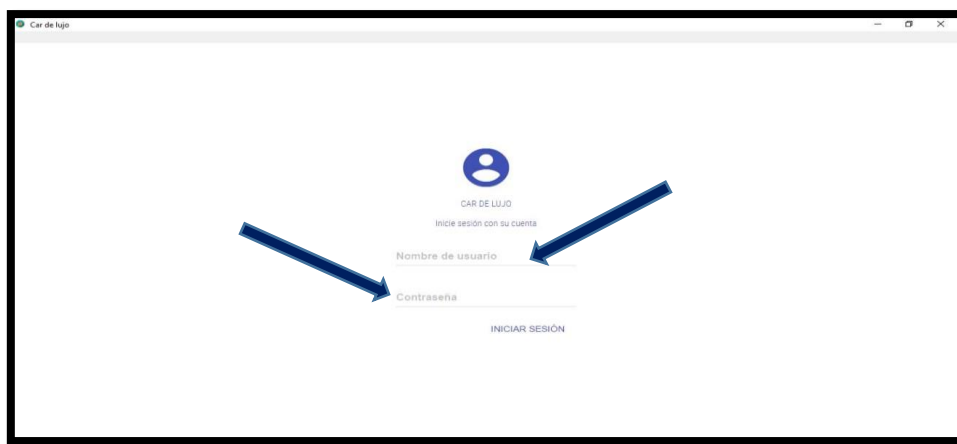 Car de lujo
CAR DE LUJO
Inicie sesión con su cuenta
Nombre de usuario
Contraseña
INICIAR SESIÓN